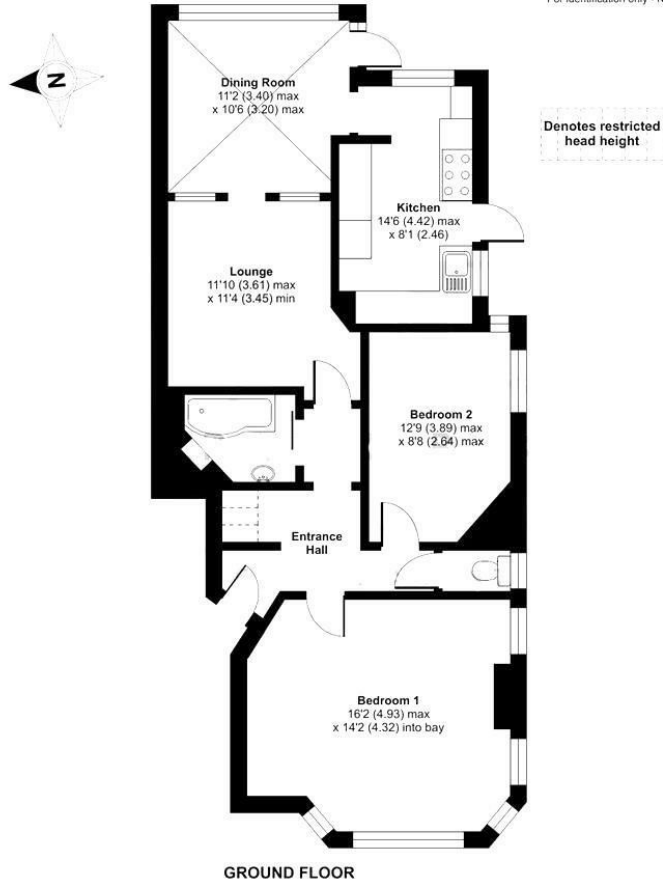 For identification only - N
N
Dining Room
11'2 (3.40) max
x 10'6 (3.20) max
Denotes restricted
head height
Kitchen
14'6 (4.42) max
x 8'1 (2.46)
Lounge
11'10 (3.61) max
x 11'4 (3.45) min
Bedroom 2
12'9 (3.89) max
x 8'8 (2.64) max
Entrance
Hall
Bedroom 1
16'2 (4.93) max
x 14'2 (4.32) into bay
GROUND FLOOR